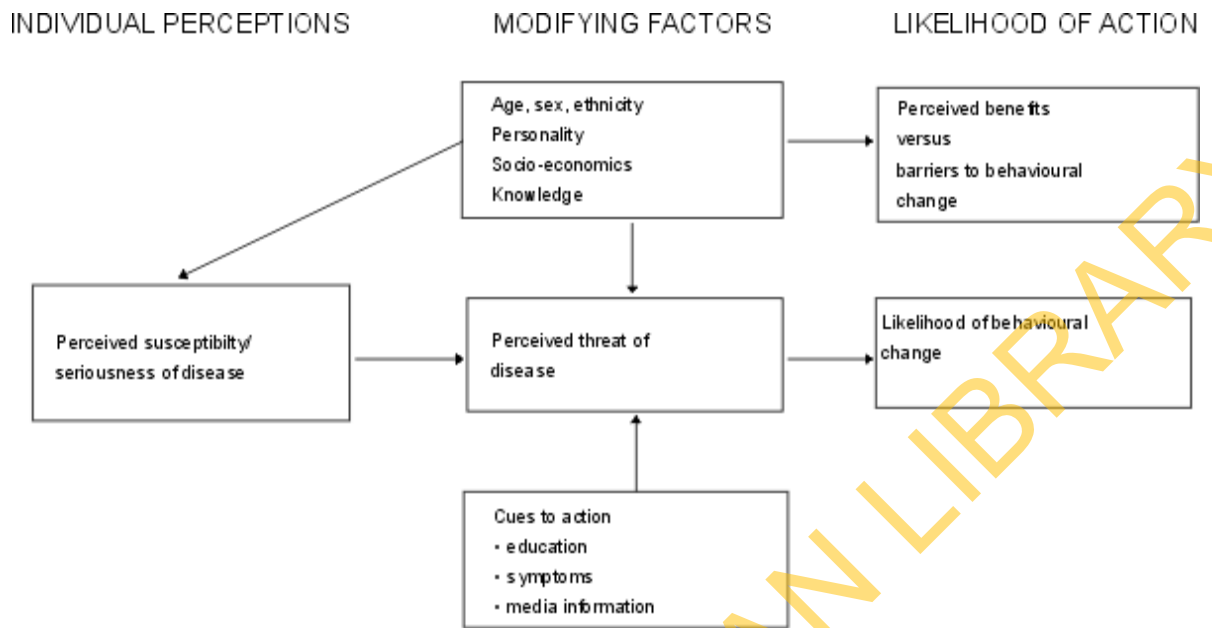 INDIVIDUAL PERCEPTIONS
MODIFYING FACTORS
LIKELIHOOD OF ACTION
Age, sex, ethnicity
Personality
Socio-economics
Knowledge
Perceived benefits
versus
barriers to behavioural
change
Perceived susceptibilty/
seriousness of disease
Perceived threat of
disease
Likelihood of behavioural
change
Cues to action
• education
• symptoms
• media information
AN LIBRARY